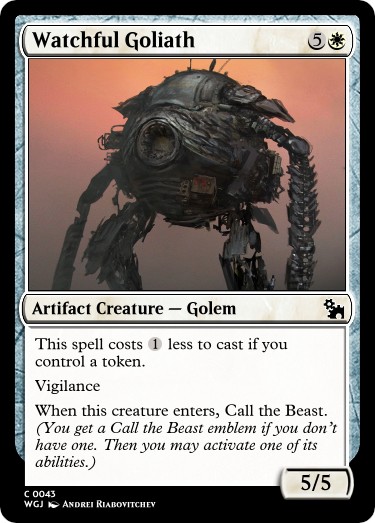 Watchful Goliath 5
This spell costs 1 less to cast if you
control a token.
Vigilance
When this creature enters, Call the Beast.
(You get a Call the Beast emblem if you don't
have one. Then you may activate one of its
abilities.)
Artifact Creature — Golem
5/5
C 0043
WGJ Andrei Riabovitchev